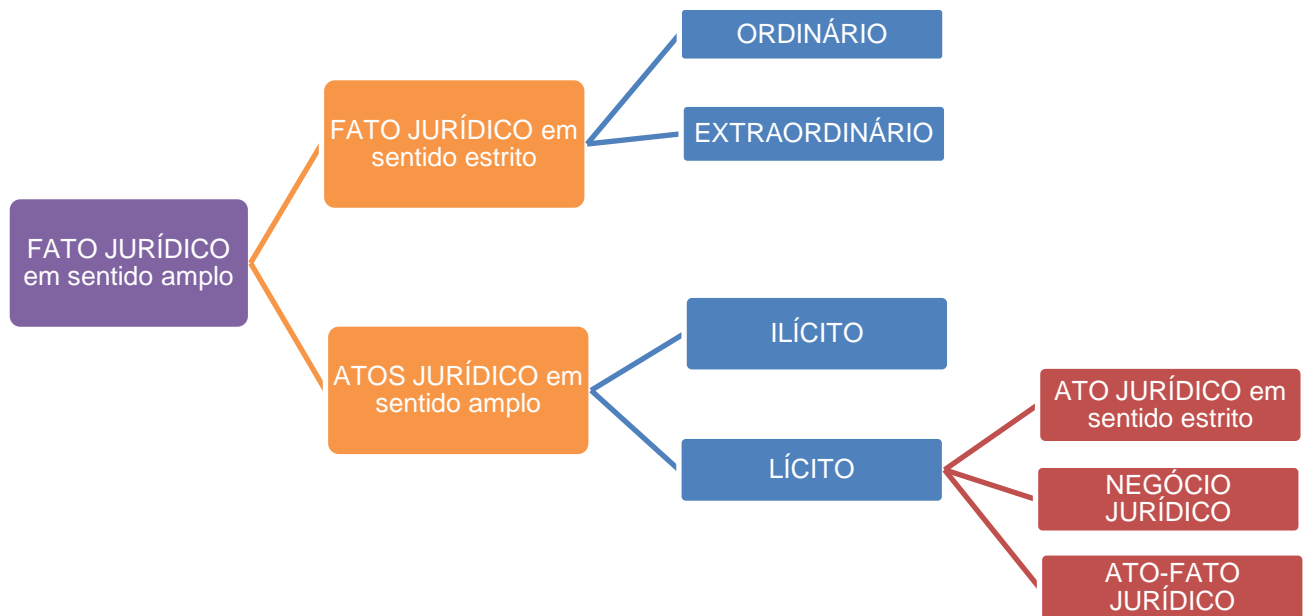 ORDINÁRIO
FATO JURÍDICO em
sentido estrito
EXTRAORDINÁRIO
FATO JURÍDICO
em sentido amplo
ILÍCITO
ATOS JURÍDICO em
sentido amplo
LÍCITO
ATO JURÍDICO em
sentido estrito
NEGÓCIO
JURÍDICO
ATO-FATO
JURÍDICO